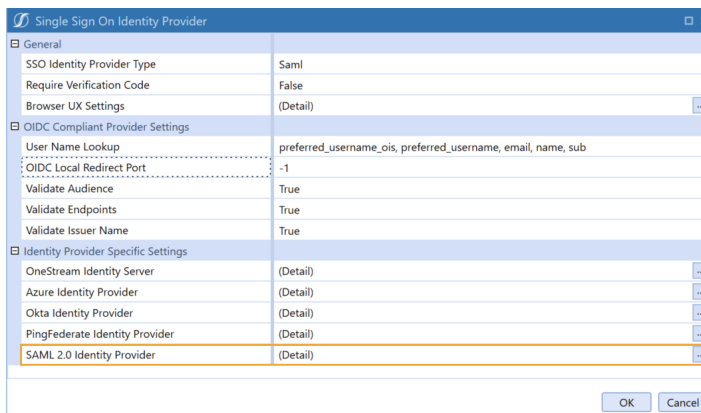 Single Sign On Identity Provider
General
SSO Identity Provider Type Saml
Require Verification Code False
Browser UX Settings (Detail)
OIDC Compliant Provider Settings
User Name Lookup preferred_username_ois, preferred_username, email, name, sub
OIDC Local Redirect Port -1
Validate Audience True
Validate Endpoints True
Validate Issuer Name True
Identity Provider Specific Settings
OneStream Identity Server (Detail)
Azure Identity Provider (Detail)
Okta Identity Provider (Detail)
PingFederate Identity Provider (Detail)
SAML 2.0 Identity Provider (Detail)
OK Cancel